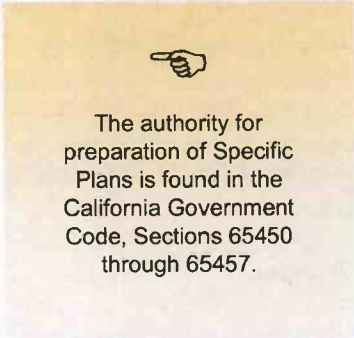 The authority for
preparation of Specific
Plans is found in the
California Government
Code, Sections 65450
through 65457.